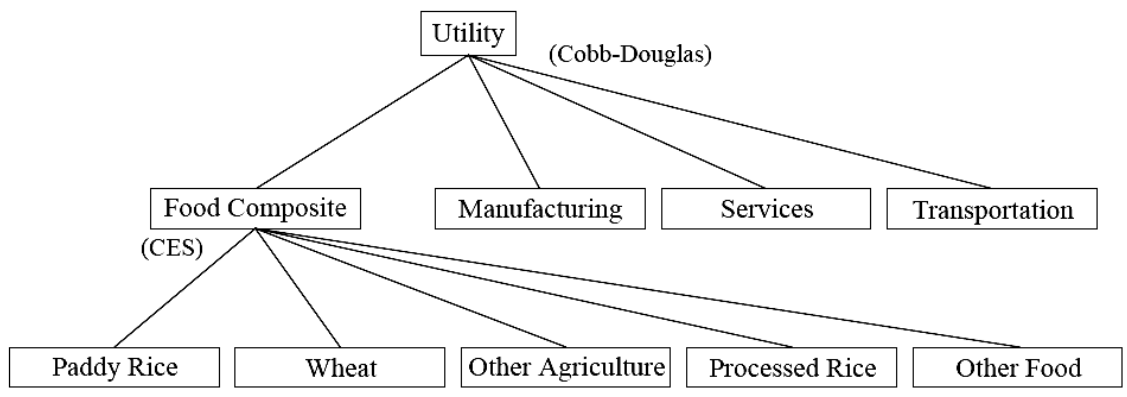 Utility
(Cobb-Douglas)
Food Composite
Manufacturing
Services
Transportation
(CES)
Paddy Rice
Wheat
Other Agriculture
Processed Rice
Other Food